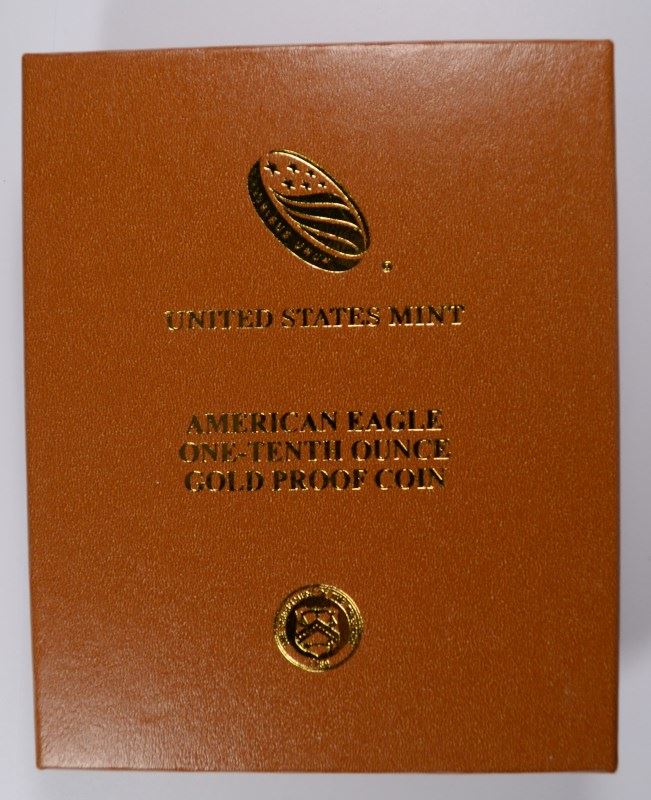 UNITED STATES MINT
AMERICAN EAGLE
ONE-TENTH OUNCE
GOLD PROOF COIN